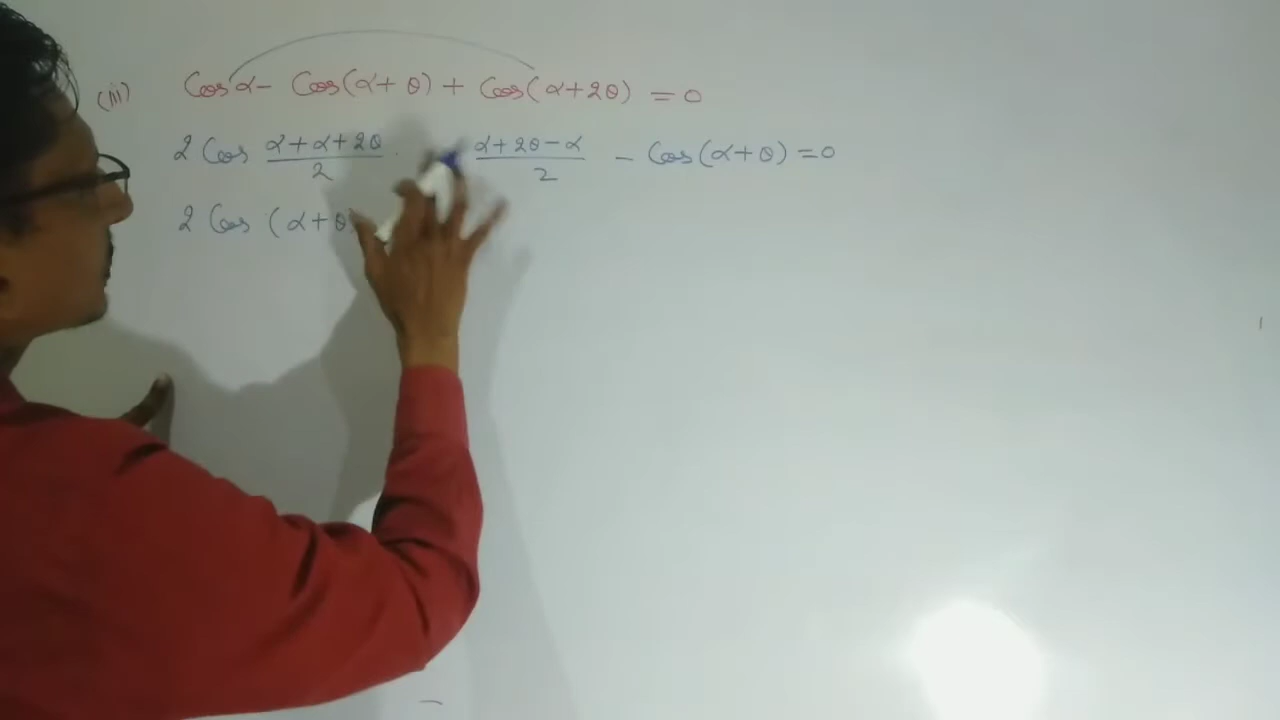 (iii) Cos α - Cos(α+θ) + Cos(α+2θ) = 0
2 Cos (α+α+2θ)/2 . (α+2θ-α)/2 - Cos(α+θ) = 0
2 Cos (α+θ)